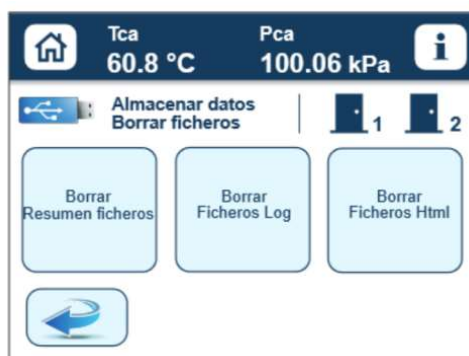 Tca
60.8 °C
Pca
100.06 kPa
i
Almacenar datos
Borrar ficheros
1
2
Borrar
Resumen ficheros
Borrar
Ficheros Log
Borrar
Ficheros Html